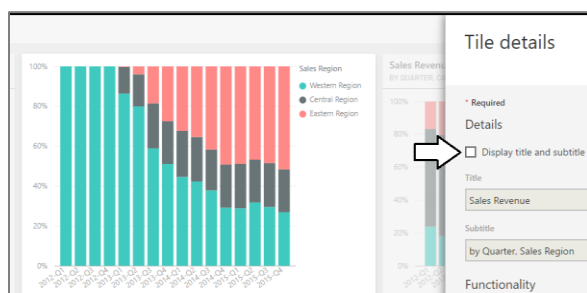 Tile details
* Required
Details
Display title and subtitle
Title
Sales Revenue
Subtitle
by Quarter, Sales Region
Functionality
Sales Region
Western Region
Central Region
Eastern Region
100%
80%
60%
40%
20%
0%
2012-Q1
2012-Q2
2012-Q3
2012-Q4
2013-Q1
2013-Q2
2013-Q3
2013-Q4
2014-Q1
2014-Q2
2014-Q3
2014-Q4
2015-Q1
2015-Q2
2015-Q3
2015-Q4
Sales Revenu
BY QUARTER, CA
100%
80%
60%
40%
20%
0%